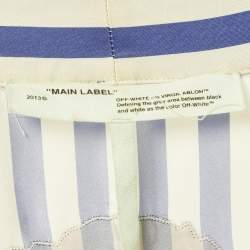 "MAIN LABEL"
2013©
OFF-WHITE c/o VIRGIL ABLOH™
Defining the grey area between black
and white as the color Off-White™